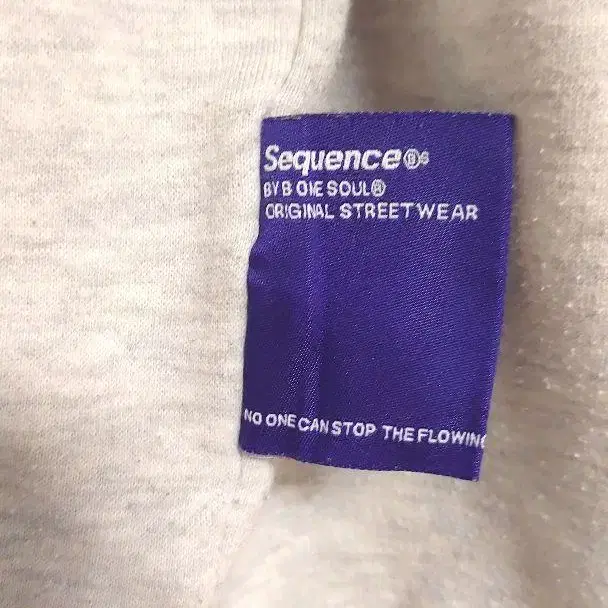 Sequence®s
BY B ONE SOUL®
ORIGINAL STREETWEAR
NO ONE CAN STOP THE FLOWING